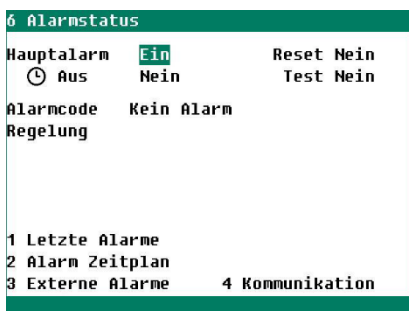 6 Alarmstatus
Hauptalarm Ein Reset Nein
Aus Nein Test Nein
Alarmcode Kein Alarm
Regelung
1 Letzte Alarme
2 Alarm Zeitplan
3 Externe Alarme 4 Kommunikation